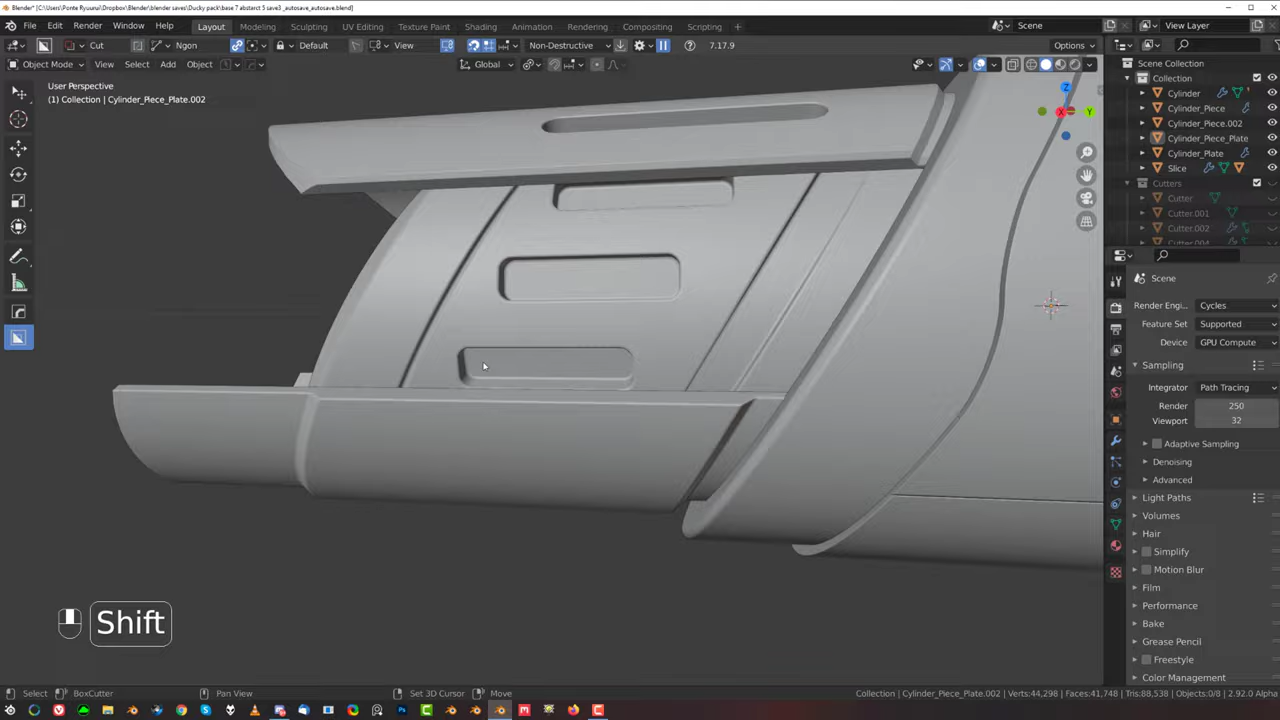 Blender* [C:\Users\Ponte Ryuurui\Dropbox\Blender\blender saves\Ducky pack\base 7 abstarct 5 save3 _autosave_autosave.blend]
File Edit Render Window Help Layout Modeling Sculpting UV Editing Texture Paint Shading Animation Rendering Compositing Scripting Scene View Layer
Cut Ngon Default View Non-Destructive 7.17.9 Options
Object Mode View Select Add Object Global
User Perspective
(1) Collection | Cylinder_Piece_Plate.002
Scene Collection
Collection
Cylinder
Cylinder_Piece
Cylinder_Piece.002
Cylinder_Piece_Plate
Cylinder_Plate
Slice
Cutters
Cutter
Cutter.001
Cutter.002
Cutter.004
Z
Y
X
Scene
Render Engi.. Cycles
Feature Set Supported
Device GPU Compute
Sampling
Integrator Path Tracing
Render 250
Viewport 32
Adaptive Sampling
Denoising
Advanced
Light Paths
Volumes
Hair
Simplify
Motion Blur
Film
Performance
Bake
Grease Pencil
Freestyle
Color Management
Shift
Select BoxCutter Pan View Set 3D Cursor Move Collection | Cylinder_Piece_Plate.002 | Verts:44,298 | Faces:41,748 | Tris:88,538 | Objects:0/8 | 2.92.0 Alpha